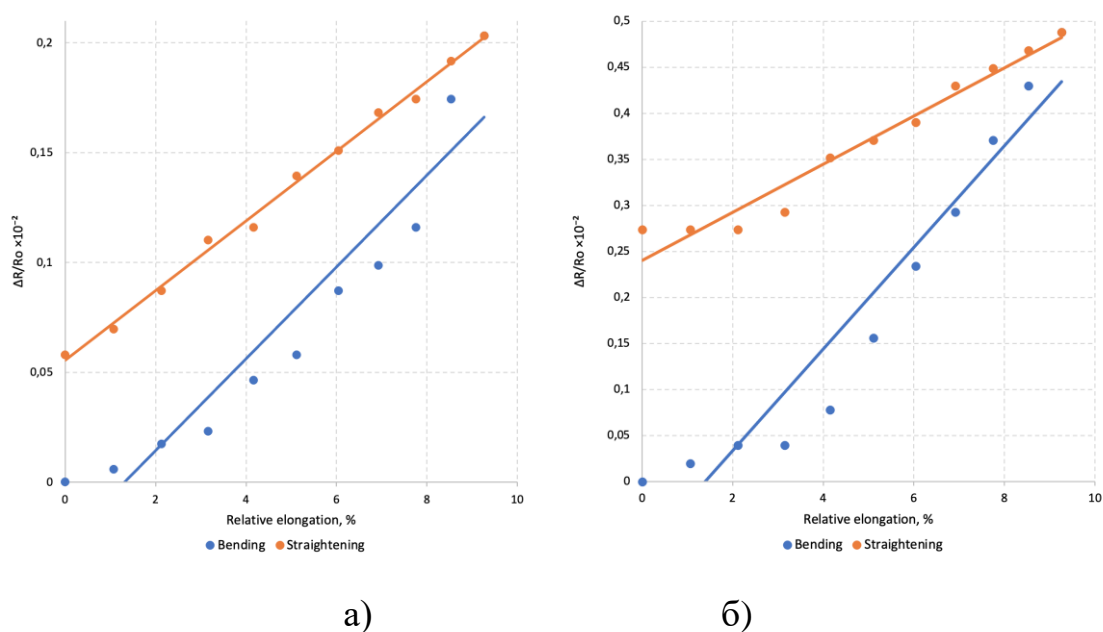 0,2
0,15
0,1
0,05
0
0 2 4 6 8 10
ΔR/Ro ×10⁻²
Relative elongation, %
Bending Straightening
а)
0,5
0,45
0,4
0,35
0,3
0,25
0,2
0,15
0,1
0,05
0
0 2 4 6 8 10
ΔR/Ro ×10⁻²
Relative elongation, %
Bending Straightening
б)